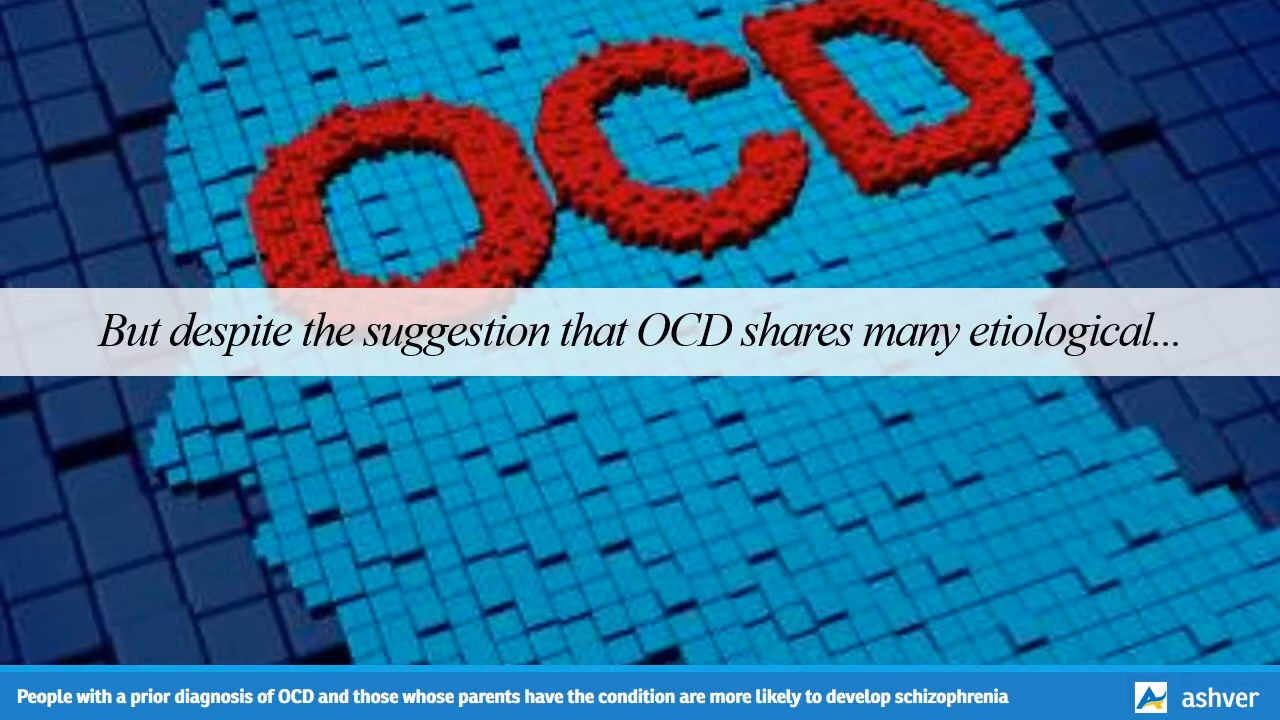 OCD
But despite the suggestion that OCD shares many etiological...
People with a prior diagnosis of OCD and those whose parents have the condition are more likely to develop schizophrenia
ashver